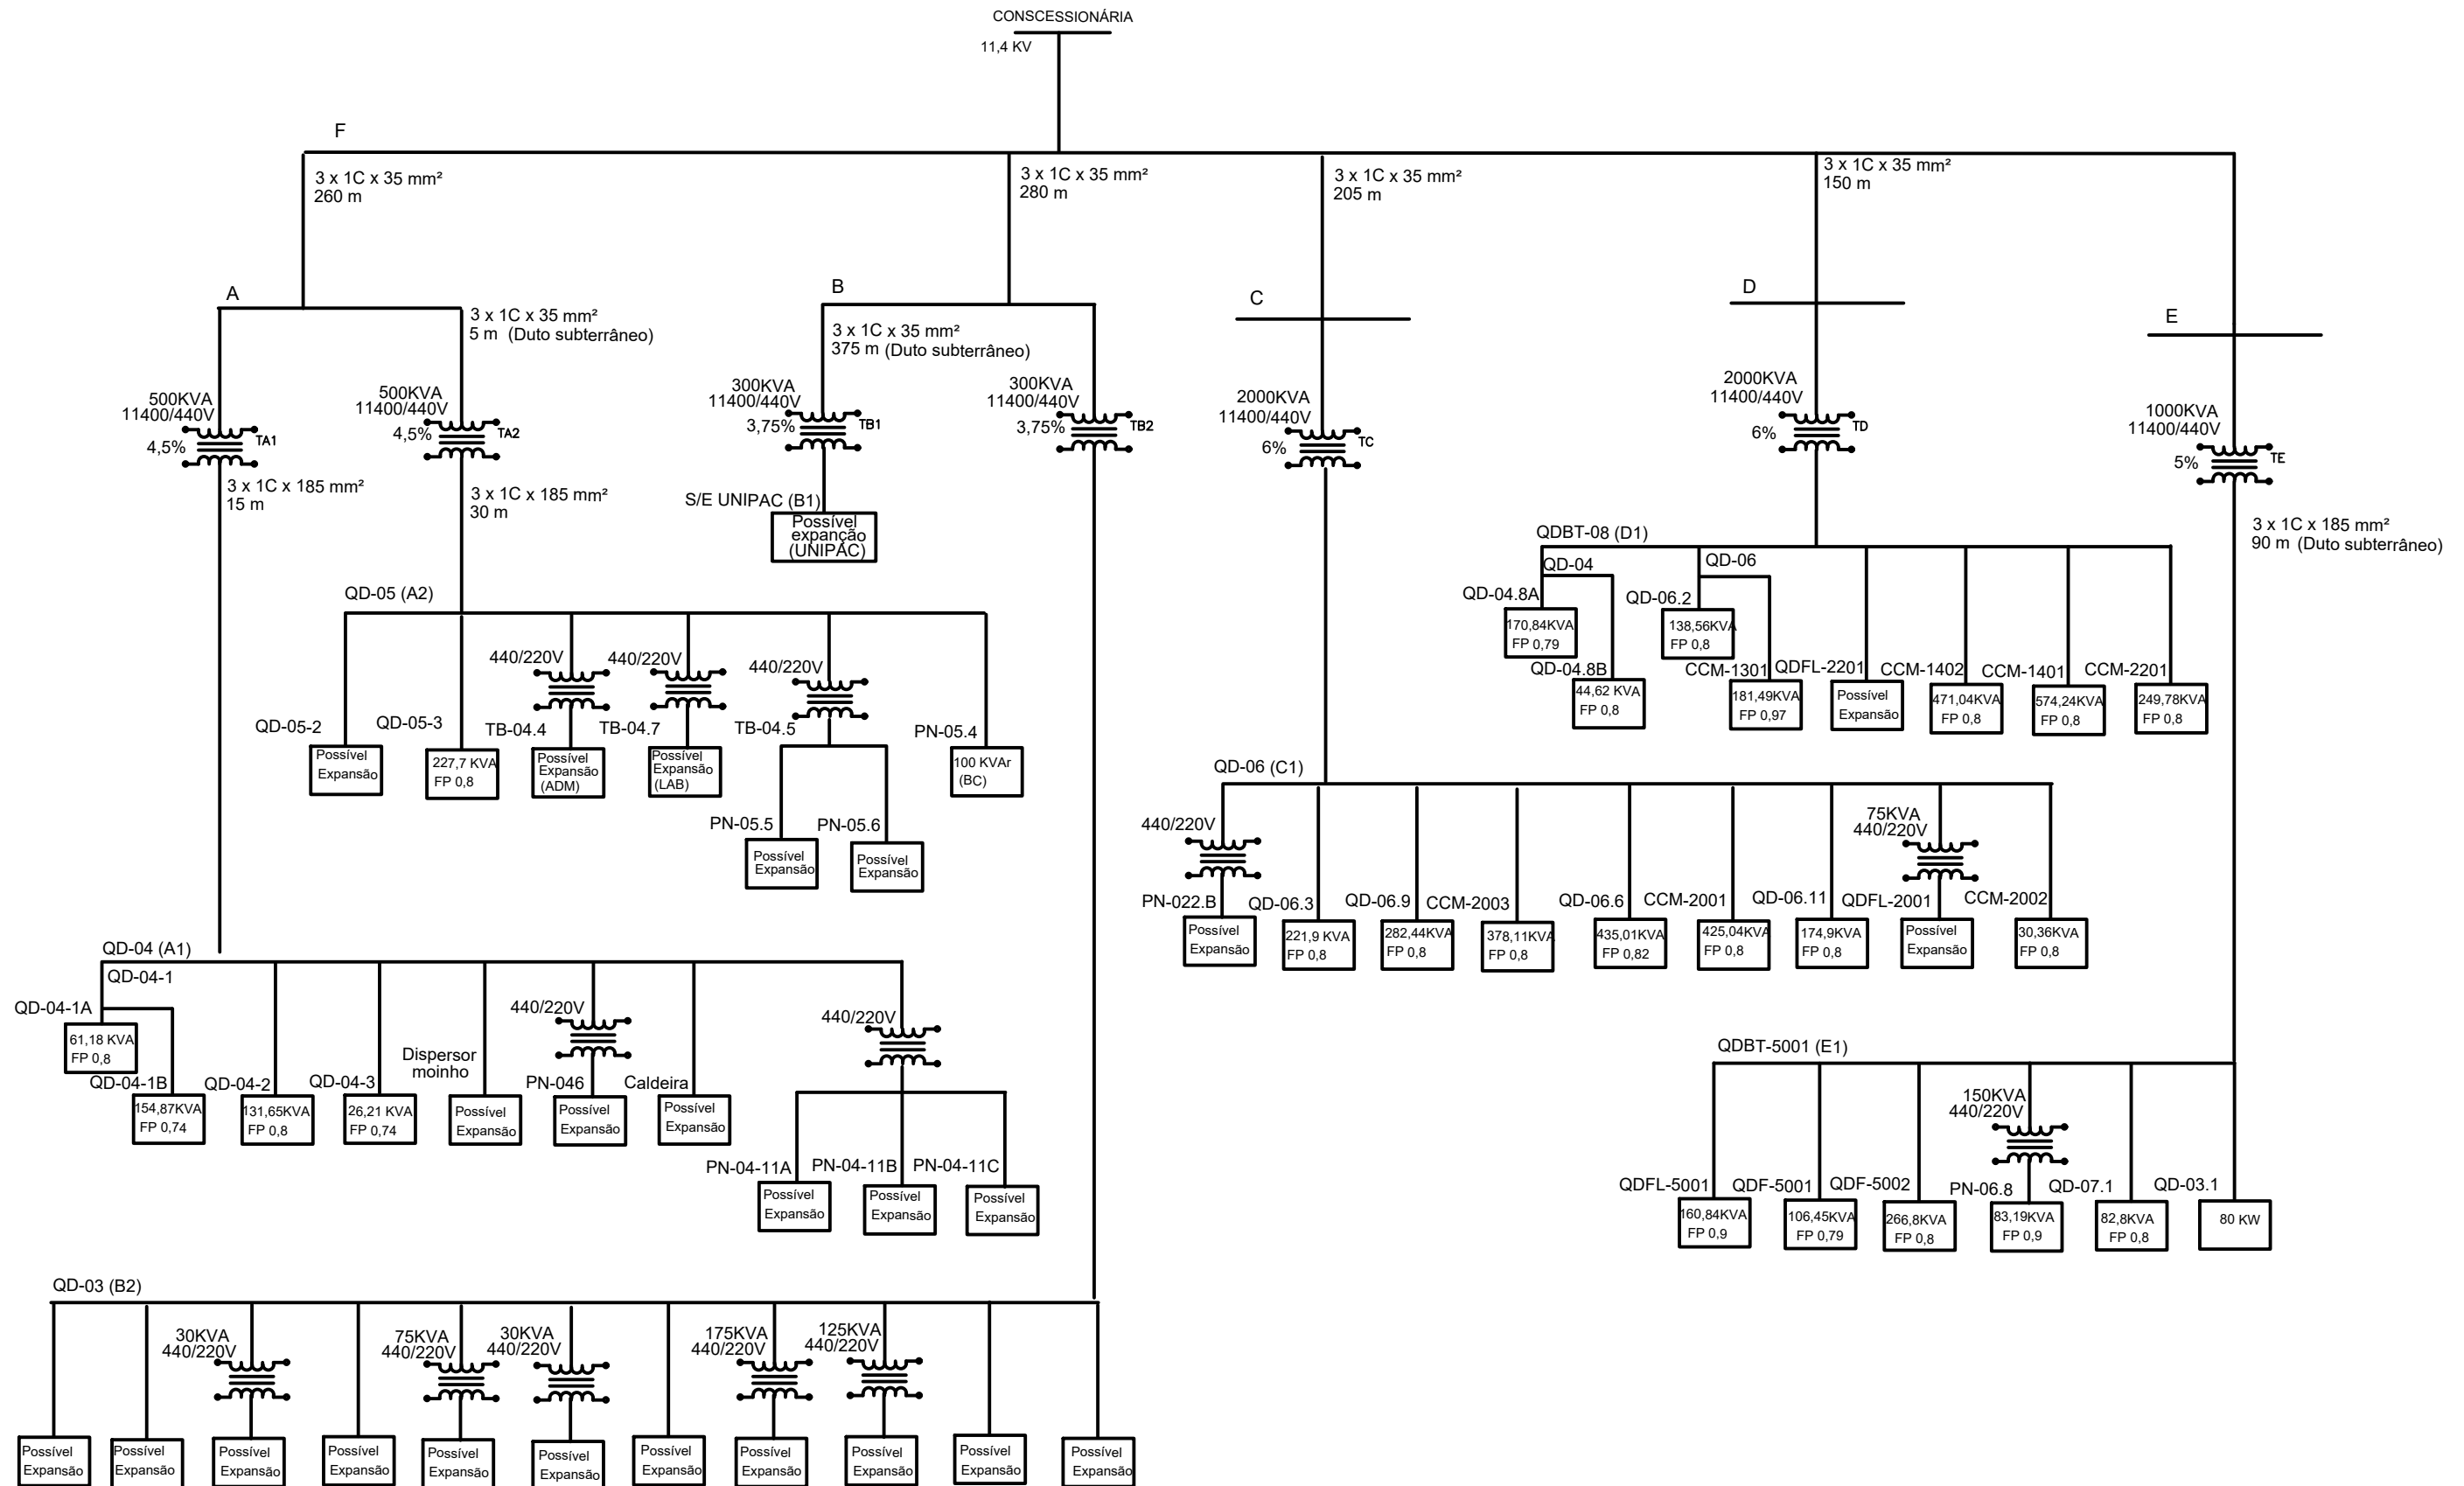 CONSCESSIONÁRIA
11,4 KV
F
3 x 1C x 35 mm²
260 m
3 x 1C x 35 mm²
280 m
3 x 1C x 35 mm²
205 m
3 x 1C x 35 mm²
150 m
A
3 x 1C x 35 mm²
5 m (Duto subterrâneo)
B
3 x 1C x 35 mm²
375 m (Duto subterrâneo)
C
D
E
500KVA
11400/440V
4,5%
TA1
3 x 1C x 185 mm²
15 m
500KVA
11400/440V
4,5%
TA2
3 x 1C x 185 mm²
30 m
300KVA
11400/440V
3,75%
TB1
S/E UNIPAC (B1)
Possível
expanção
(UNIPAC)
300KVA
11400/440V
3,75%
TB2
2000KVA
11400/440V
6%
TC
2000KVA
11400/440V
6%
TD
1000KVA
11400/440V
5%
TE
3 x 1C x 185 mm²
90 m (Duto subterrâneo)
QDBT-08 (D1)
QD-04
QD-04.8A
170,84KVA
FP 0,79
QD-04.8B
44,62 KVA
FP 0,8
QD-06
QD-06.2
138,56KVA
FP 0,8
CCM-1301
181,49KVA
FP 0,97
QDFL-2201
Possível
Expansão
CCM-1402
471,04KVA
FP 0,8
CCM-1401
574,24KVA
FP 0,8
CCM-2201
249,78KVA
FP 0,8
QD-05 (A2)
QD-05-2
Possível
Expansão
QD-05-3
227,7 KVA
FP 0,8
440/220V
TB-04.4
Possível
Expansão
(ADM)
440/220V
TB-04.7
Possível
Expansão
(LAB)
440/220V
TB-04.5
PN-05.5
Possível
Expansão
PN-05.6
Possível
Expansão
PN-05.4
100 KVAr
(BC)
QD-06 (C1)
440/220V
PN-022.B
Possível
Expansão
QD-06.3
221,9 KVA
FP 0,8
QD-06.9
282,44KVA
FP 0,8
CCM-2003
378,11KVA
FP 0,8
QD-06.6
435,01KVA
FP 0,82
CCM-2001
425,04KVA
FP 0,8
QD-06.11
174,9KVA
FP 0,8
75KVA
440/220V
QDFL-2001
Possível
Expansão
CCM-2002
30,36KVA
FP 0,8
QD-04 (A1)
QD-04-1
QD-04-1A
61,18 KVA
FP 0,8
QD-04-1B
154,87KVA
FP 0,74
QD-04-2
131,65KVA
FP 0,8
QD-04-3
26,21 KVA
FP 0,74
Dispersor
moinho
Possível
Expansão
440/220V
PN-046
Possível
Expansão
Caldeira
Possível
Expansão
440/220V
PN-04-11A
Possível
Expansão
PN-04-11B
Possível
Expansão
PN-04-11C
Possível
Expansão
QDBT-5001 (E1)
QDFL-5001
160,84KVA
FP 0,9
QDF-5001
106,45KVA
FP 0,79
QDF-5002
266,8KVA
FP 0,8
150KVA
440/220V
PN-06.8
83,19KVA
FP 0,9
QD-07.1
82,8KVA
FP 0,8
QD-03.1
80 KW
QD-03 (B2)
Possível
Expansão
Possível
Expansão
30KVA
440/220V
Possível
Expansão
Possível
Expansão
75KVA
440/220V
Possível
Expansão
30KVA
440/220V
Possível
Expansão
Possível
Expansão
175KVA
440/220V
Possível
Expansão
125KVA
440/220V
Possível
Expansão
Possível
Expansão
Possível
Expansão